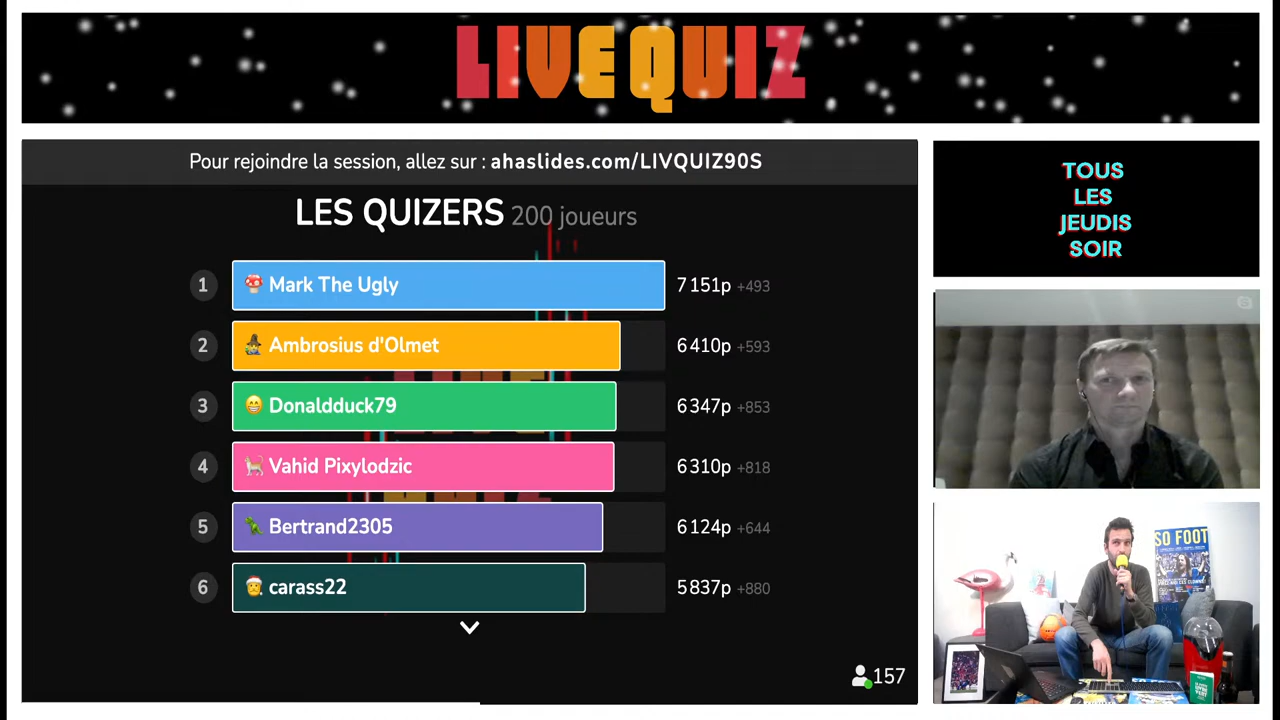 LIVE QUIZ
Pour rejoindre la session, allez sur : ahaslides.com/LIVQUIZ90S
LES QUIZERS 200 joueurs
1 Mark The Ugly 7 151p +493
2 Ambrosius d'Olmet 6 410p +593
3 Donaldduck79 6 347p +853
4 Vahid Pixylodzic 6 310p +818
5 Bertrand2305 6 124p +644
6 carass22 5 837p +880
157
TOUS
LES
JEUDIS
SOIR
SO FOOT